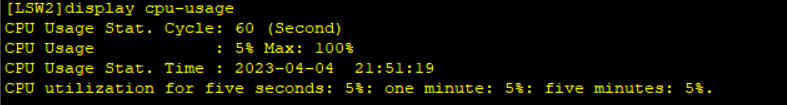 [LSW2]display cpu-usage
CPU Usage Stat. Cycle: 60 (Second)
CPU Usage            : 5% Max: 100%
CPU Usage Stat. Time : 2023-04-04  21:51:19
CPU utilization for five seconds: 5%: one minute: 5%: five minutes: 5%.